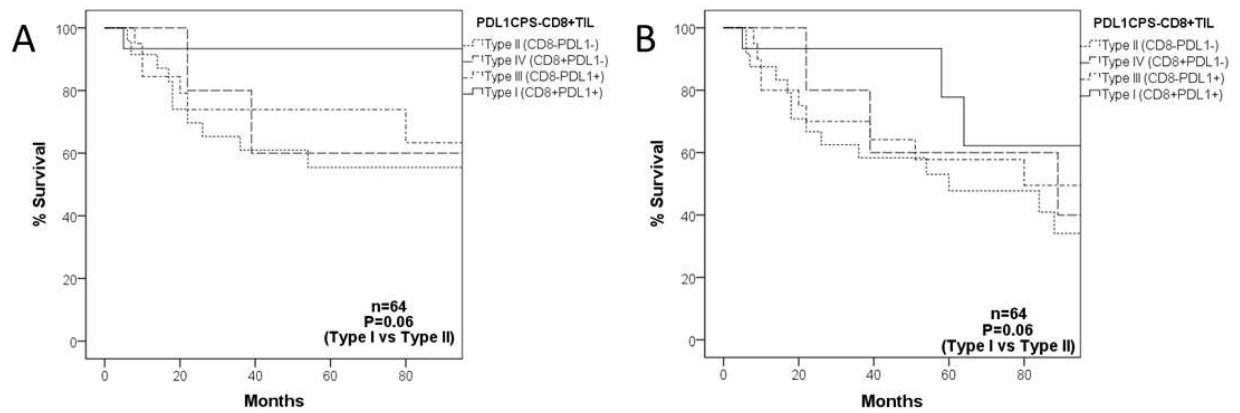 A
PDL1CPS-CD8+TIL
Type II (CD8-PDL1-)
Type IV (CD8+PDL1-)
Type III (CD8-PDL1+)
Type I (CD8+PDL1+)
% Survival
100
80
60
40
20
0
n=64
P=0.06
(Type I vs Type II)
0 20 40 60 80
Months
B
PDL1CPS-CD8+TIL
Type II (CD8-PDL1-)
Type IV (CD8+PDL1-)
Type III (CD8-PDL1+)
Type I (CD8+PDL1+)
% Survival
100
80
60
40
20
0
n=64
P=0.06
(Type I vs Type II)
0 20 40 60 80
Months